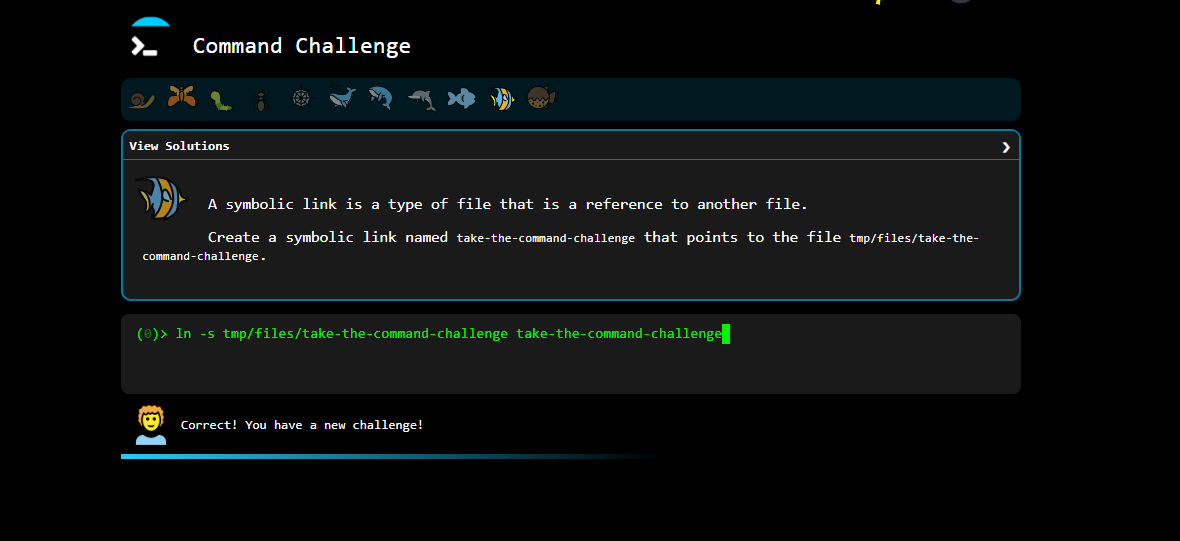 Command Challenge
View Solutions
A symbolic link is a type of file that is a reference to another file.
Create a symbolic link named take-the-command-challenge that points to the file tmp/files/take-the-
command-challenge.
(0)> ln -s tmp/files/take-the-command-challenge take-the-command-challenge
Correct! You have a new challenge!